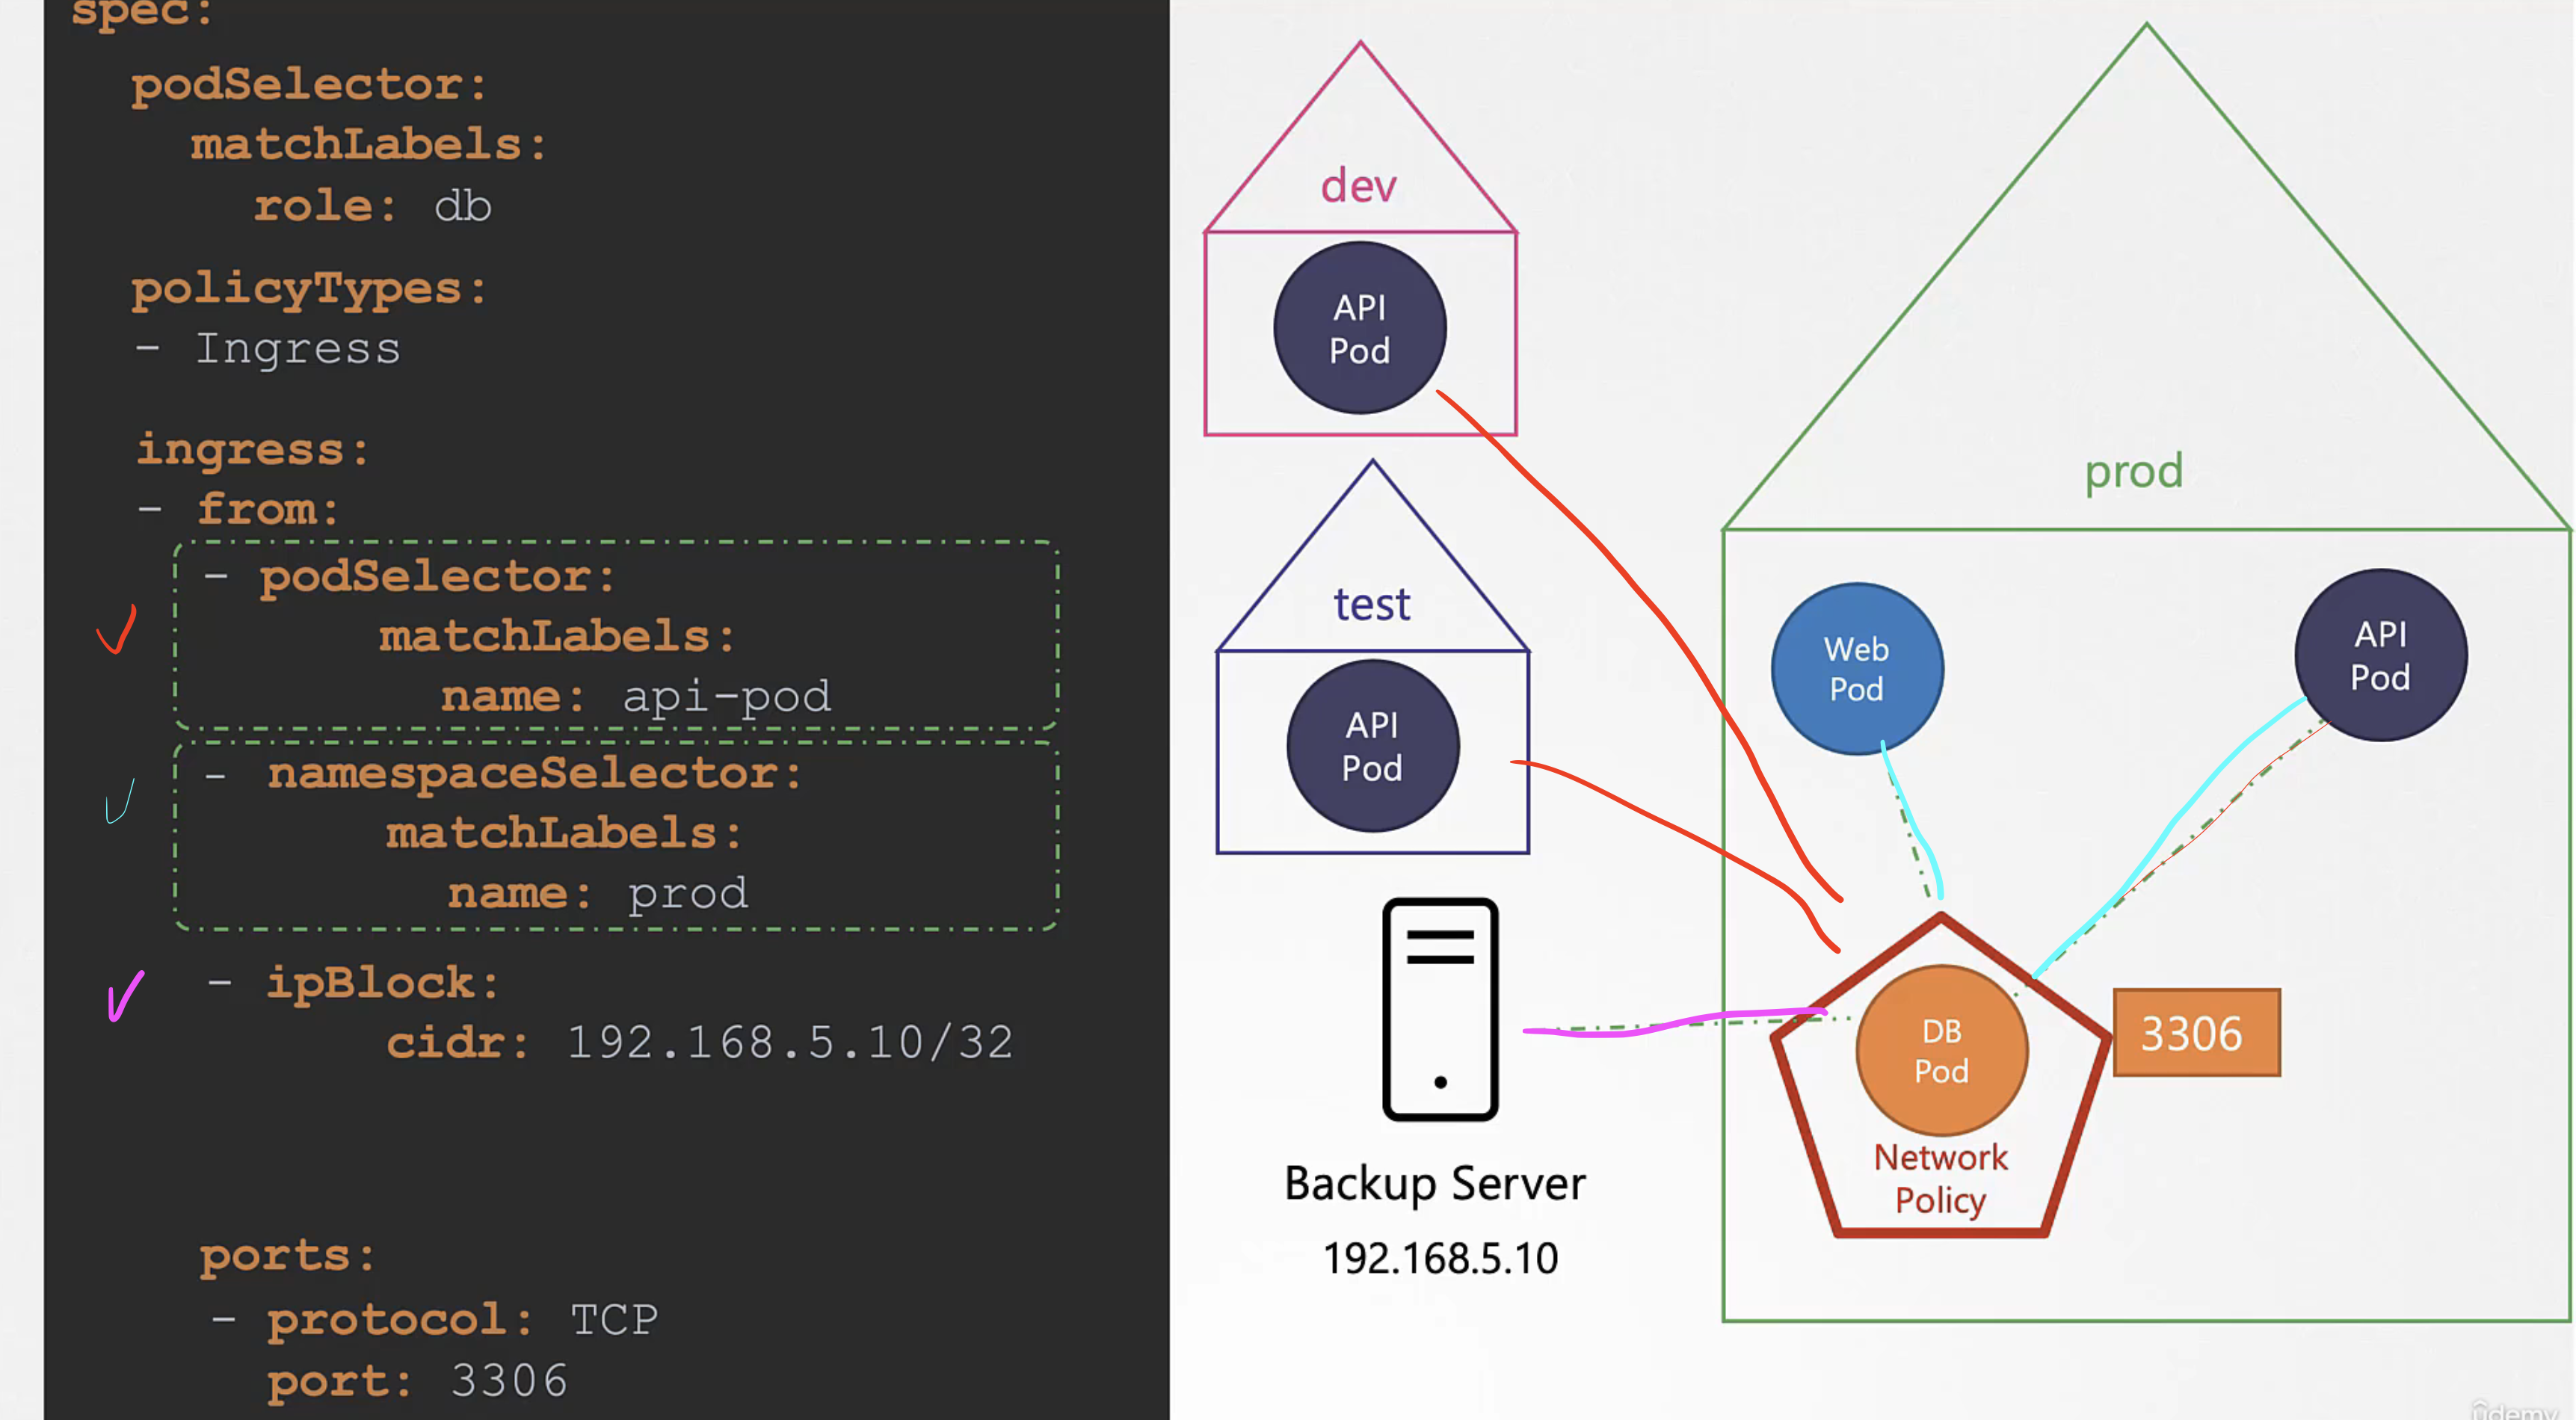 spec:
podSelector:
matchLabels:
role: db
policyTypes:
- Ingress
ingress:
- from:
- podSelector:
matchLabels:
name: api-pod
- namespaceSelector:
matchLabels:
name: prod
- ipBlock:
cidr: 192.168.5.10/32
ports:
- protocol: TCP
port: 3306
dev
API
Pod
test
API
Pod
Backup Server
192.168.5.10
prod
Web
Pod
API
Pod
DB
Pod
Network
Policy
3306
udemy